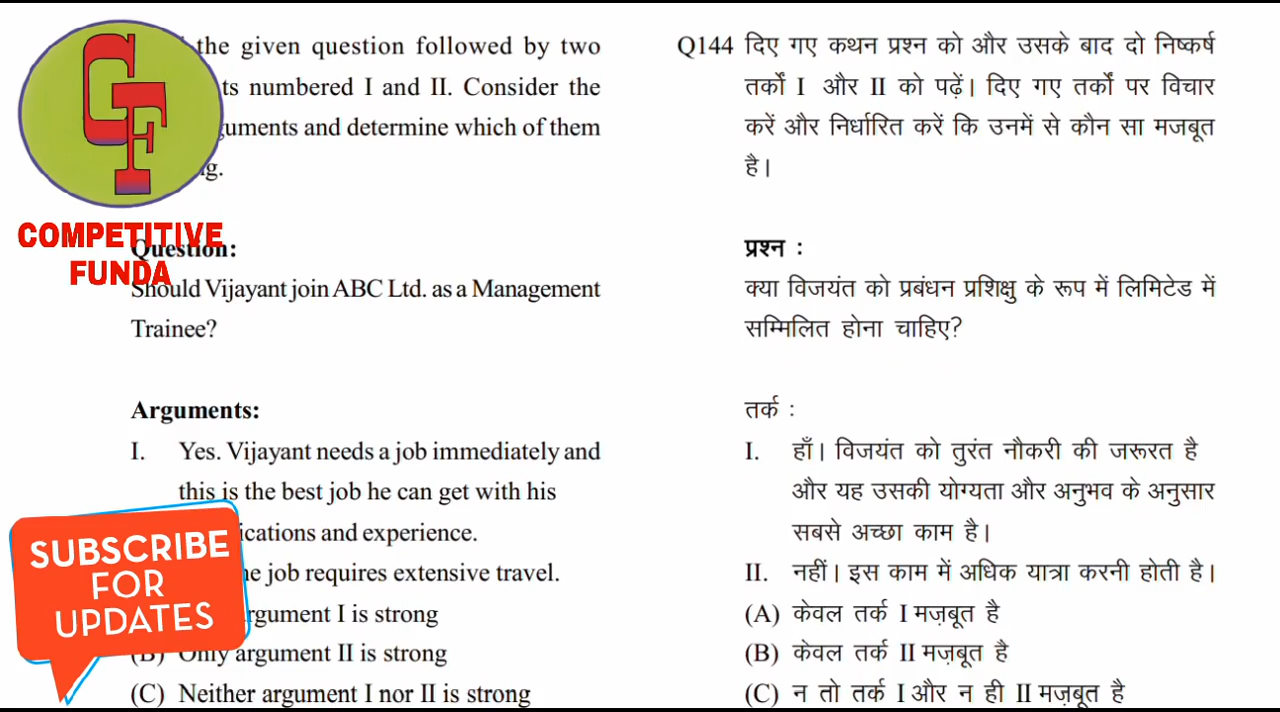 the given question followed by two
numbered I and II. Consider the
and determine which of them
Question:
Should Vijayant join ABC Ltd. as a Management
Trainee?
Arguments:
I. Yes. Vijayant needs a job immediately and
this is the best job he can get with his
and experience.
job requires extensive travel.
I is strong
(B) Only argument II is strong
(C) Neither argument I nor II is strong
Q144 दिए गए कथन प्रश्न को और उसके बाद दो निष्कर्ष
तर्कों I और II को पढ़ें। दिए गए तर्कों पर विचार
करें और निर्धारित करें कि उनमें से कौन सा मजबूत
है।
प्रश्न :
क्या विजयंत को प्रबंधन प्रशिक्षु के रूप में लिमिटेड में
सम्मिलित होना चाहिए?
तर्क :
I. हाँ। विजयंत को तुरंत नौकरी की जरूरत है
और यह उसकी योग्यता और अनुभव के अनुसार
सबसे अच्छा काम है।
II. नहीं। इस काम में अधिक यात्रा करनी होती है।
(A) केवल तर्क I मज़बूत है
(B) केवल तर्क II मज़बूत है
(C) न तो तर्क I और न ही II मज़बूत है
CFT
COMPETITIVE
FUNDA
SUBSCRIBE
FOR
UPDATES